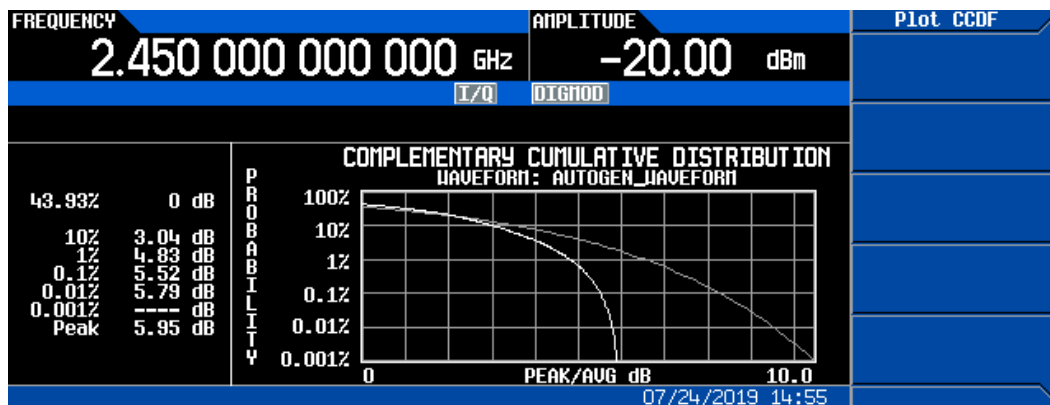 FREQUENCY
AMPLITUDE
Plot CCDF
2.450 000 000 000 GHz
-20.00 dBm
I/Q
DIGMOD
COMPLEMENTARY CUMULATIVE DISTRIBUTION
WAVEFORM: AUTOGEN_WAVEFORM
43.93% 0 dB
10% 3.04 dB
1% 4.83 dB
0.1% 5.52 dB
0.01% 5.79 dB
0.001% ---- dB
Peak 5.95 dB
PROBABILITY
100%
10%
1%
0.1%
0.01%
0.001%
0 PEAK/AVG dB 10.0
07/24/2019 14:55